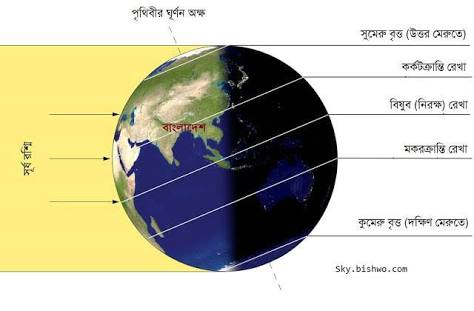 পৃথিবীর ঘূর্ণন অক্ষ
সুমেরু বৃত্ত (উত্তর মেরুতে)
কর্কটক্রান্তি রেখা
বিষুব (নিরক্ষ) রেখা
বাংলাদেশ
মকরক্রান্তি রেখা
সূর্য রশ্মি
কুমেরু বৃত্ত (দক্ষিণ মেরুতে)
Sky.bishwo.com